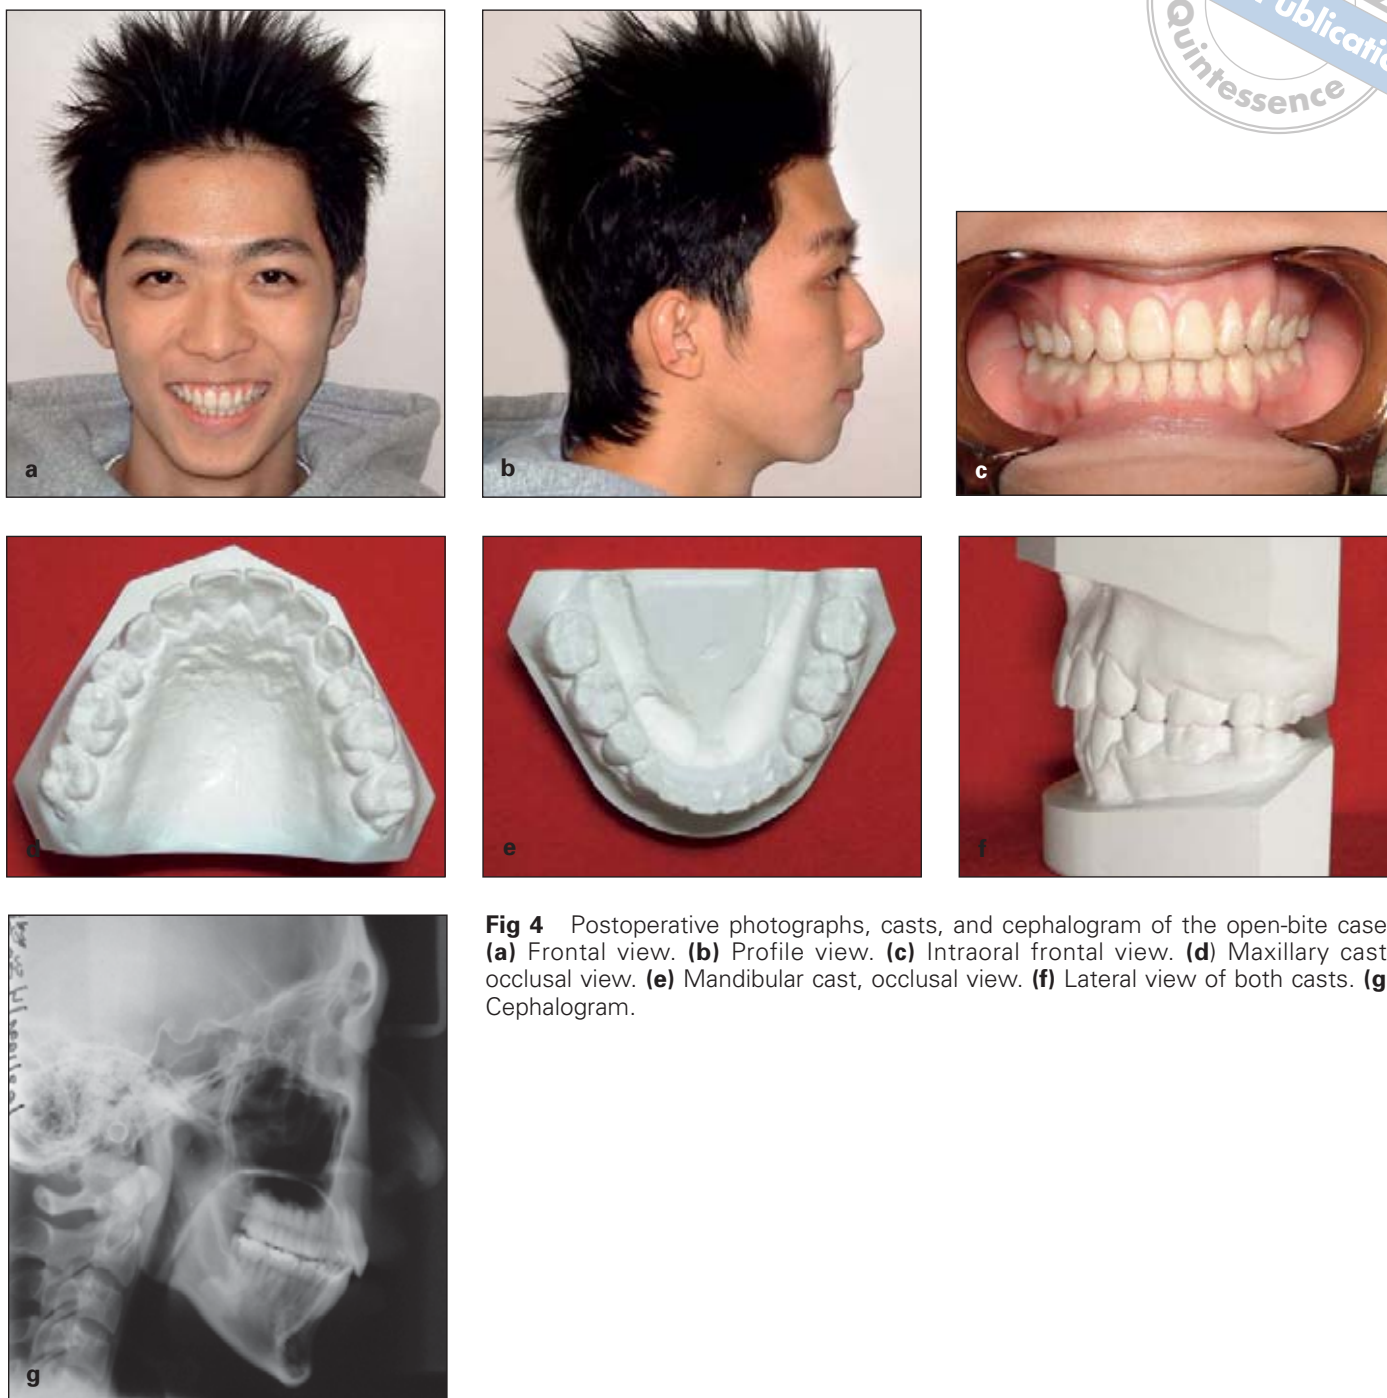 Publicatio
Quintessence
a
b
c
d
e
f
Fig 4 Postoperative photographs, casts, and cephalogram of the open-bite case
(a) Frontal view. (b) Profile view. (c) Intraoral frontal view. (d) Maxillary cast
occlusal view. (e) Mandibular cast, occlusal view. (f) Lateral view of both casts. (g
Cephalogram.
g